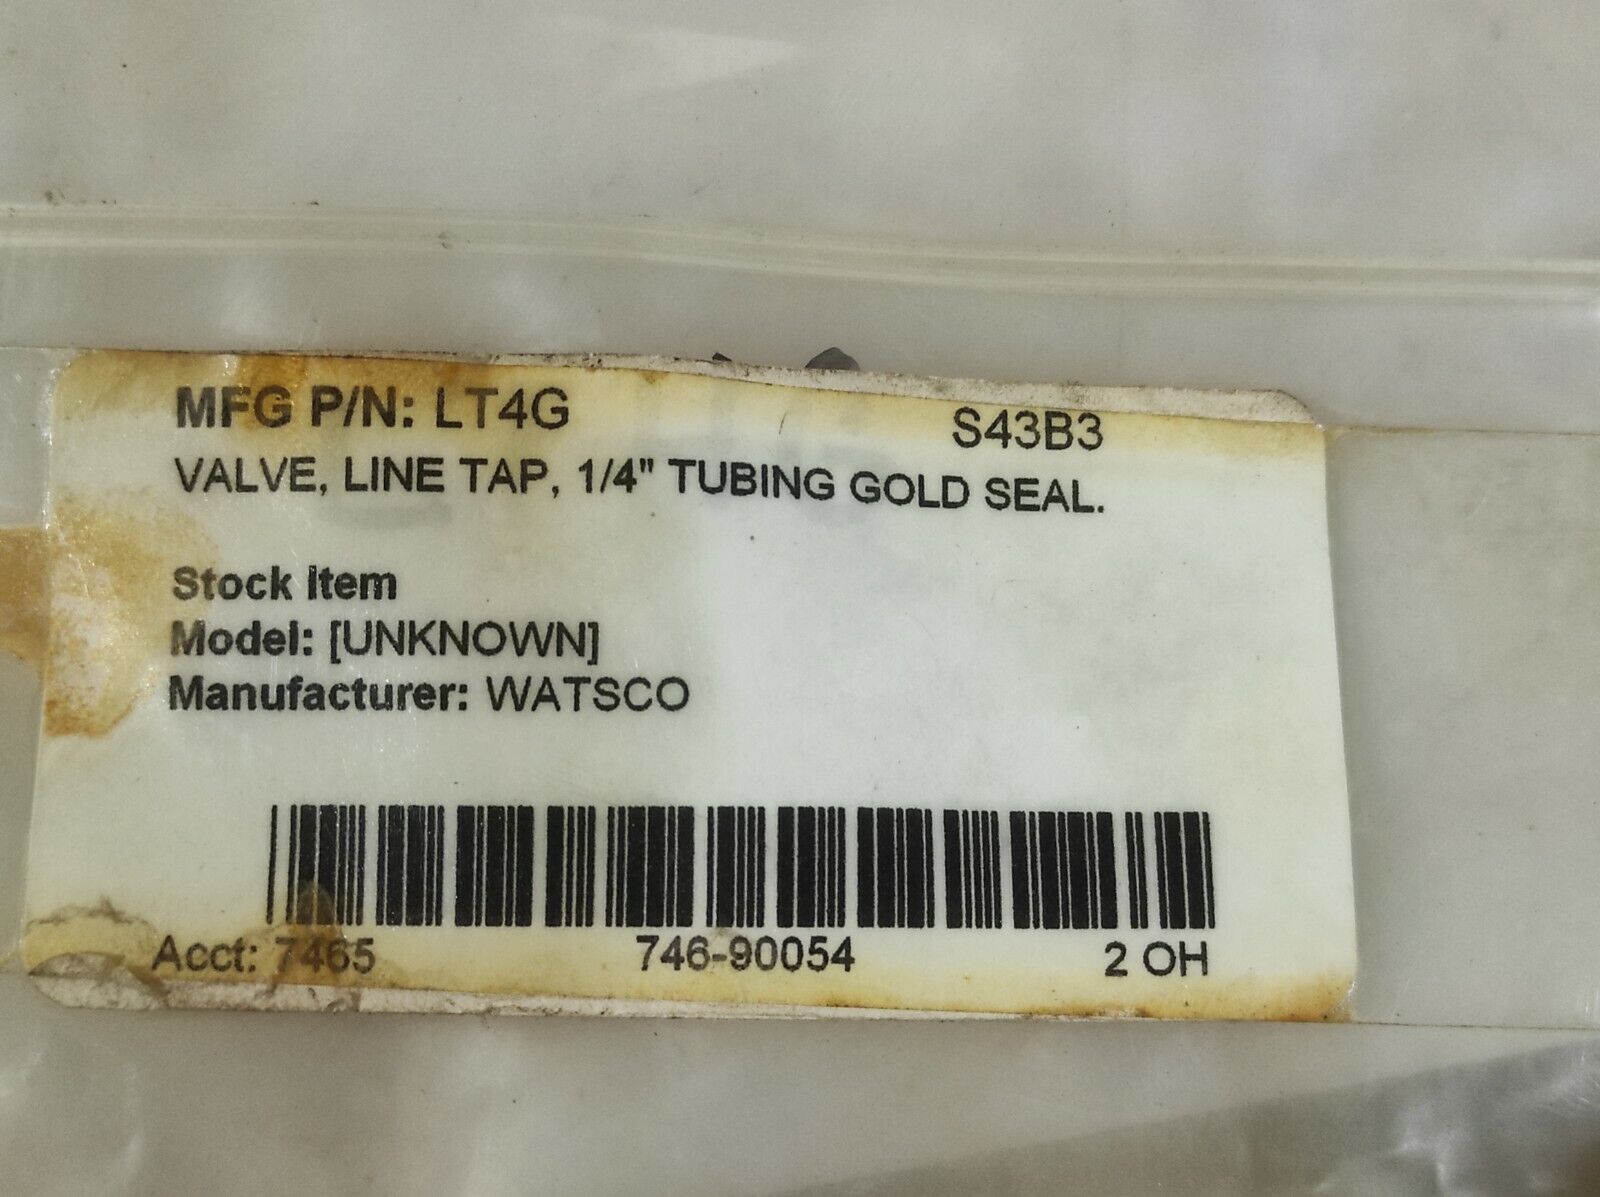 MFG P/N: LT4G S43B3
VALVE, LINE TAP, 1/4" TUBING GOLD SEAL.
Stock Item
Model: [UNKNOWN]
Manufacturer: WATSCO
Acct: 7465 746-90054 2 OH